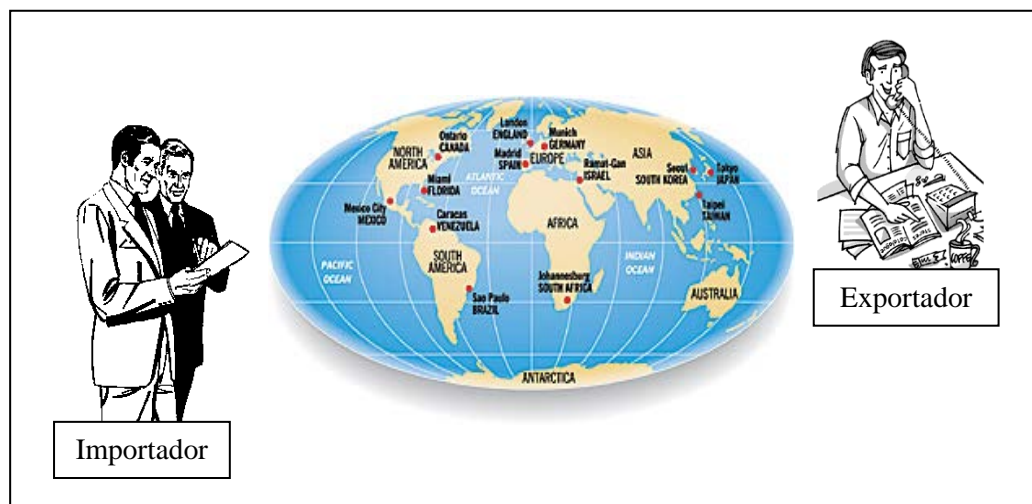 London
ENGLAND
Munich
GERMANY
Ontario
CANADA
NORTH
AMERICA
Madrid
SPAIN
EUROPE
ASIA
Ramat-Gan
ISRAEL
Seoul
SOUTH KOREA
Tokyo
JAPAN
ATLANTIC
OCEAN
Miami
FLORIDA
Taipei
TAIWAN
Mexico City
MEXICO
Caracas
VENEZUELA
AFRICA
SOUTH
AMERICA
PACIFIC
OCEAN
INDIAN
OCEAN
Johannesburg
SOUTH AFRICA
Sao Paulo
BRAZIL
AUSTRALIA
ANTARCTICA
COFFEE
Exportador
Importador